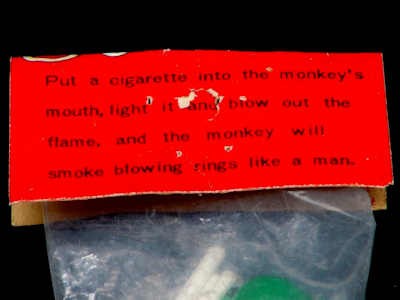 Put a cigarette into the monkey's
mouth, light it and blow out the
flame, and the monkey will
smoke blowing rings like a man.